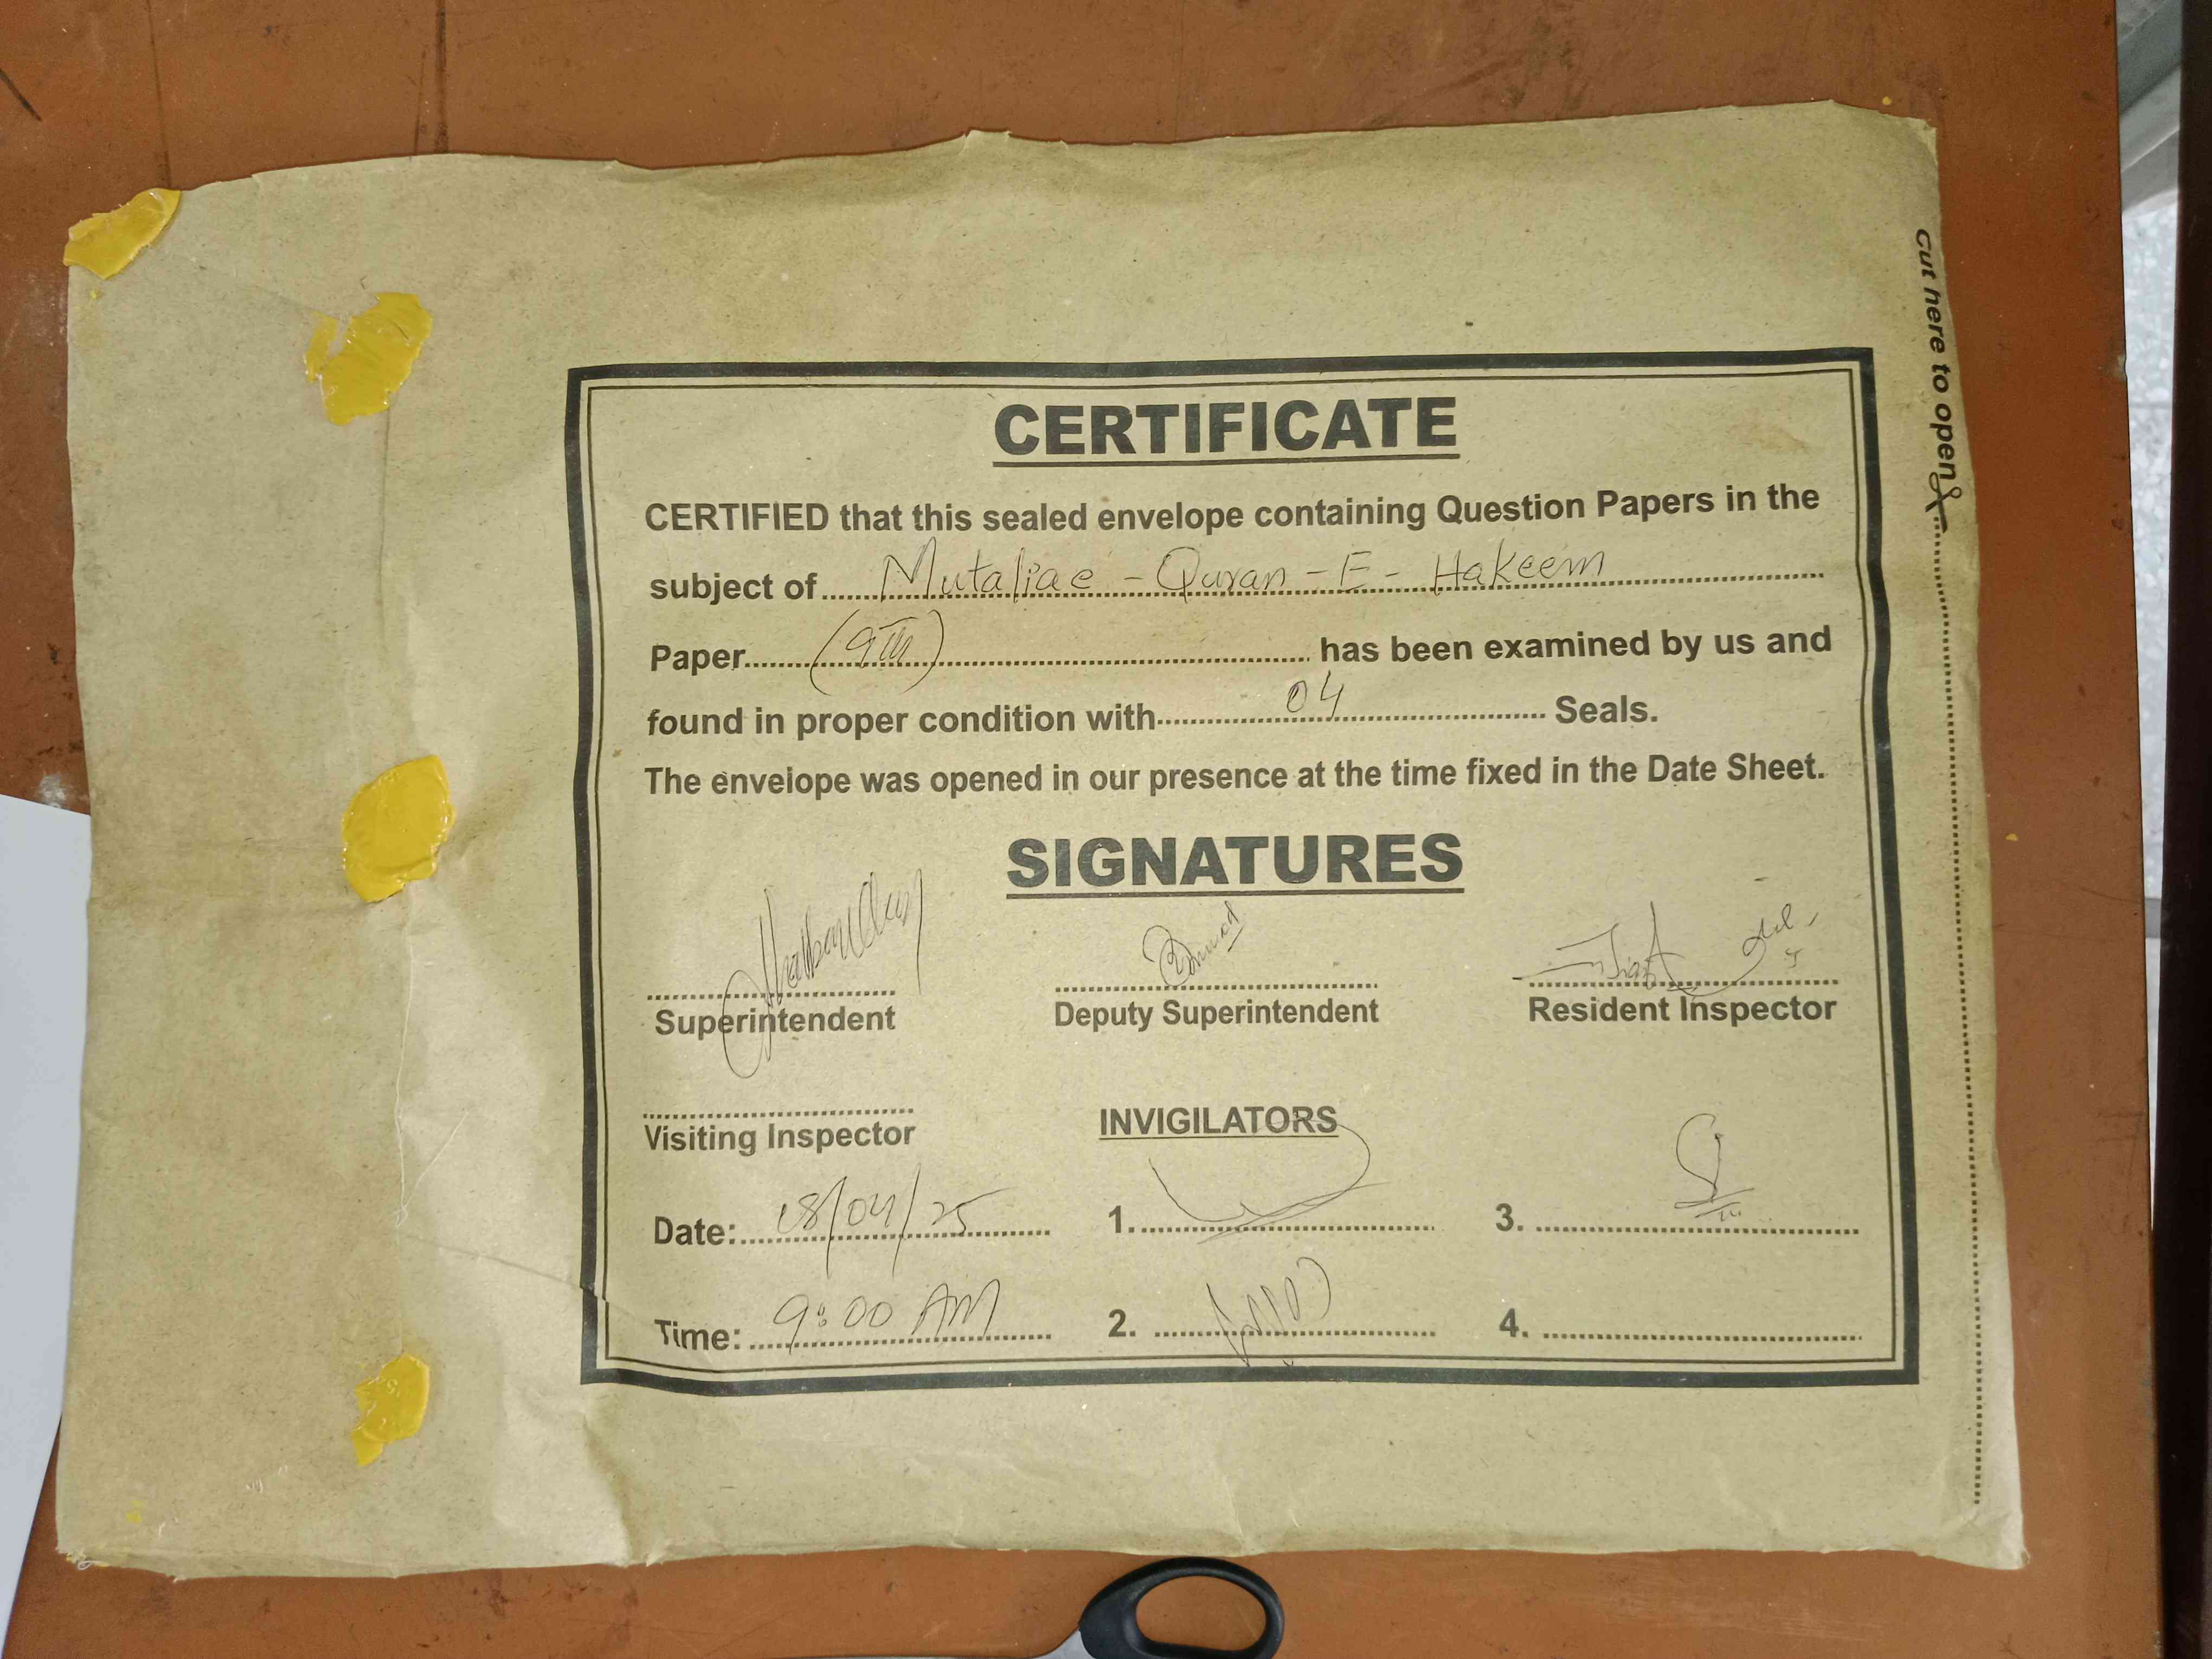 CERTIFICATE
CERTIFIED that this sealed envelope containing Question Papers in the
subject of Mutaliae - Quran - E - Hakeem
Paper (9Th) has been examined by us and
found in proper condition with 04 Seals.
The envelope was opened in our presence at the time fixed in the Date Sheet.
SIGNATURES
Superintendent Deputy Superintendent Resident Inspector
Visiting Inspector INVIGILATORS
Date: 08/04/25 1. 3.
Time: 9:00 AM 2. 4.
Cut here to open